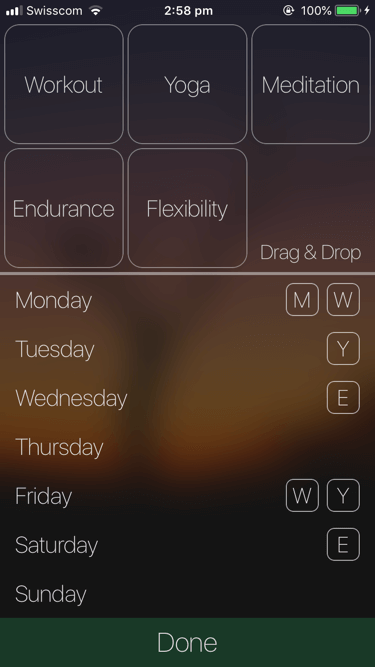 Swisscom 2:58 pm 100%
Workout Yoga Meditation
Endurance Flexibility
Drag & Drop
Monday M W
Tuesday Y
Wednesday E
Thursday
Friday W Y
Saturday E
Sunday
Done